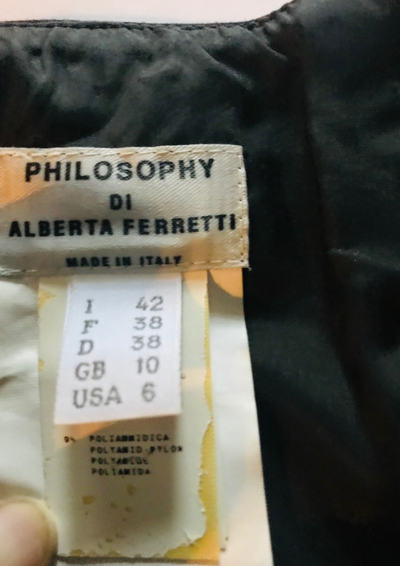 PHILOSOPHY
DI
ALBERTA FERRETTI
MADE IN ITALY
I 42
F 38
D 38
GB 10
USA 6
POLIAMMIDICA
POLYAMID NYLON
POLYAMIDE
POLIAMIDA